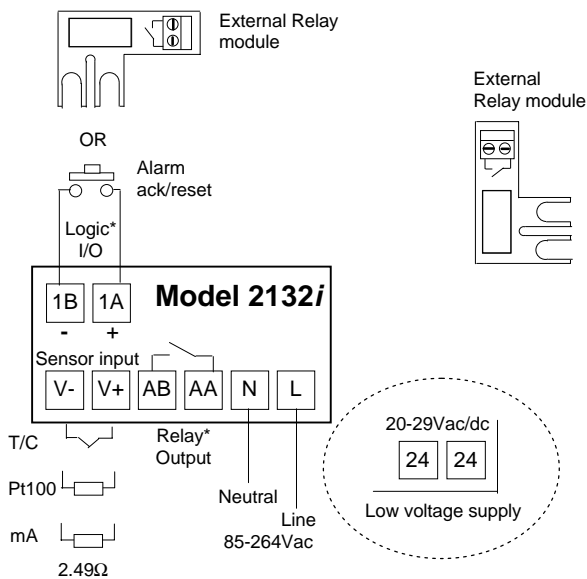 External Relay
module
External
Relay module
OR
Alarm
ack/reset
Logic*
I/O
1B 1A
Model 2132i
- +
Sensor input
V- V+ AB AA N L
T/C
Relay*
Output
20-29Vac/dc
24 24
Pt100
Neutral
Low voltage supply
Line
mA
85-264Vac
2.49Ω